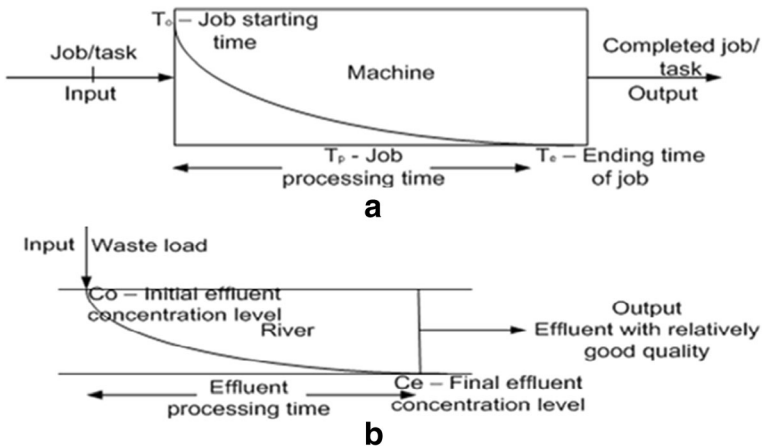 To – Job starting
time
Job/task
Input
Machine
Completed job/
task
Output
Tp - Job
processing time
Te – Ending time
of job
a
Input
Waste load
Co – Initial effluent
concentration level
River
Output
Effluent with relatively
good quality
Effluent
processing time
Ce – Final effluent
concentration level
b